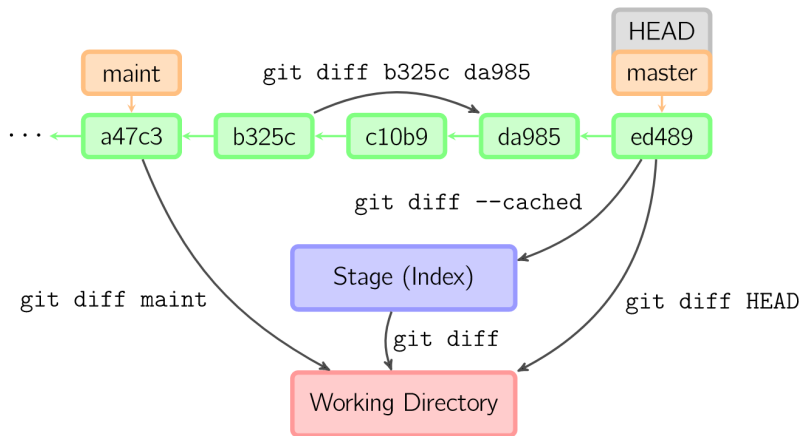 HEAD
maint
git diff b325c da985
master
...
a47c3
b325c
c10b9
da985
ed489
git diff --cached
Stage (Index)
git diff maint
git diff HEAD
git diff
Working Directory